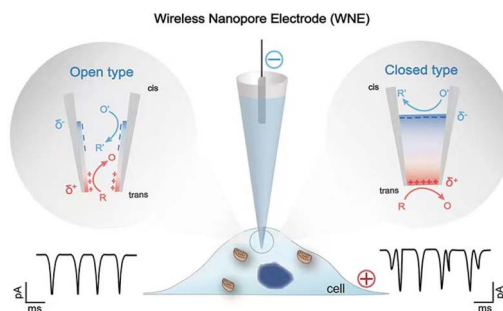 Wireless Nanopore Electrode (WNE)
Open type
cis
δ-
O'
R'
O
R
δ+
trans
Closed type
cis
R'
O'
δ-
trans
δ+
R
O
pA
ms
cell
pA
ms